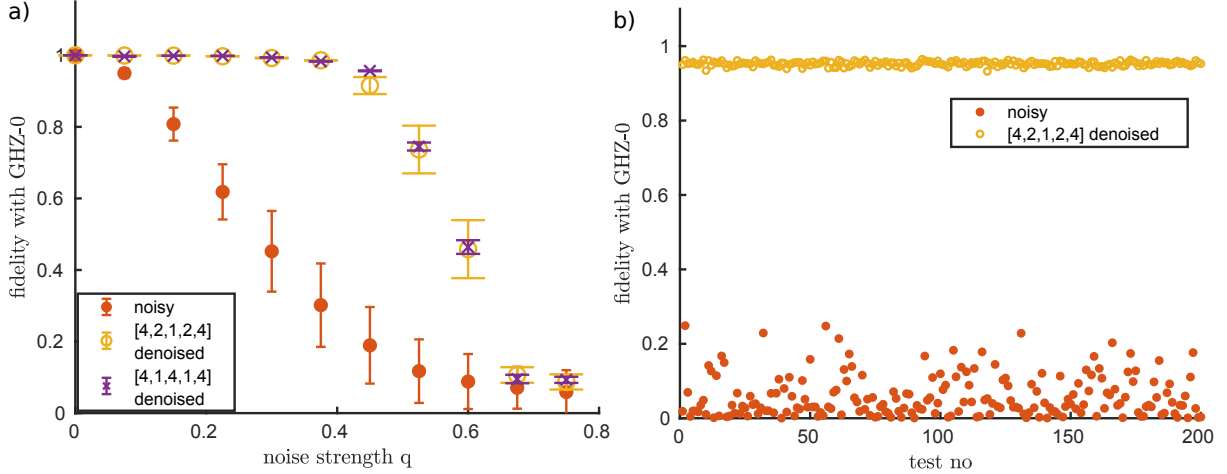 a)
fidelity with GHZ-0
1
0.8
0.6
0.4
0.2
0
0.2
0.4
0.6
0.8
noise strength q
noisy
[4,2,1,2,4]
denoised
[4,1,4,1,4]
denoised
b)
fidelity with GHZ-0
1
0.8
0.6
0.4
0.2
0
0
50
100
150
200
test no
noisy
[4,2,1,2,4] denoised